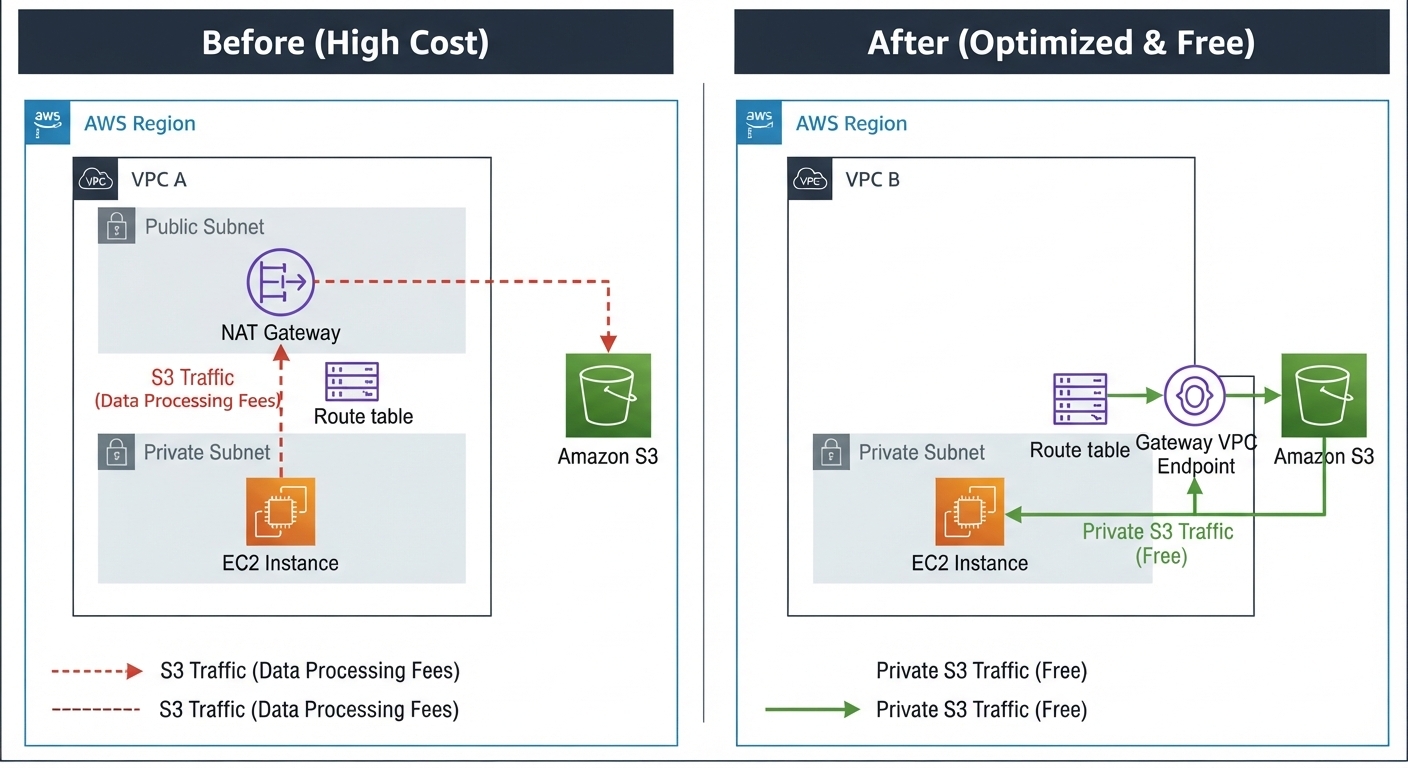 Before (High Cost)
aws
AWS Region
VPC
VPC A
Public Subnet
NAT Gateway
S3 Traffic
(Data Processing Fees)
Route table
Amazon S3
Private Subnet
EC2 Instance
S3 Traffic (Data Processing Fees)
S3 Traffic (Data Processing Fees)
After (Optimized & Free)
aws
AWS Region
VPE
VPC B
Route table
Gateway VPC
Endpoint
Amazon S3
Private Subnet
EC2 Instance
Private S3 Traffic
(Free)
Private S3 Traffic (Free)
Private S3 Traffic (Free)